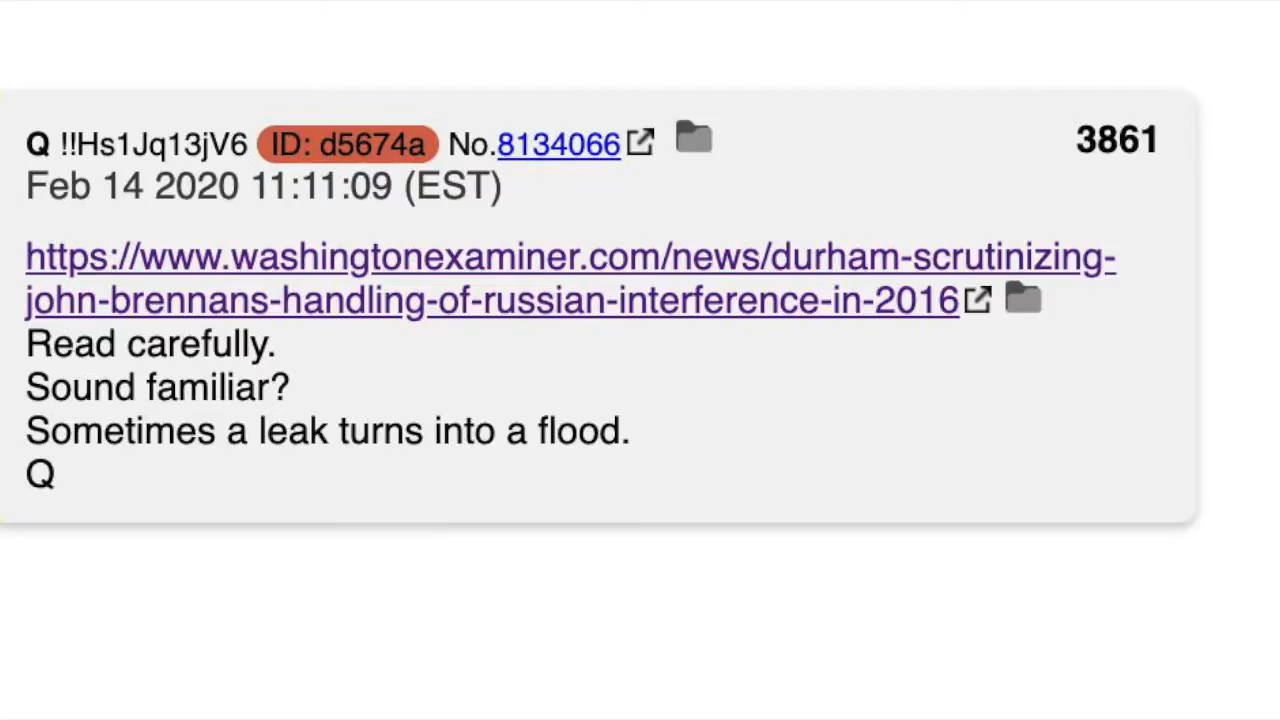 Q !!Hs1Jq13jV6 ID: d5674a No.8134066 3861
Feb 14 2020 11:11:09 (EST)
https://www.washingtonexaminer.com/news/durham-scrutinizing-
john-brennans-handling-of-russian-interference-in-2016
Read carefully.
Sound familiar?
Sometimes a leak turns into a flood.
Q